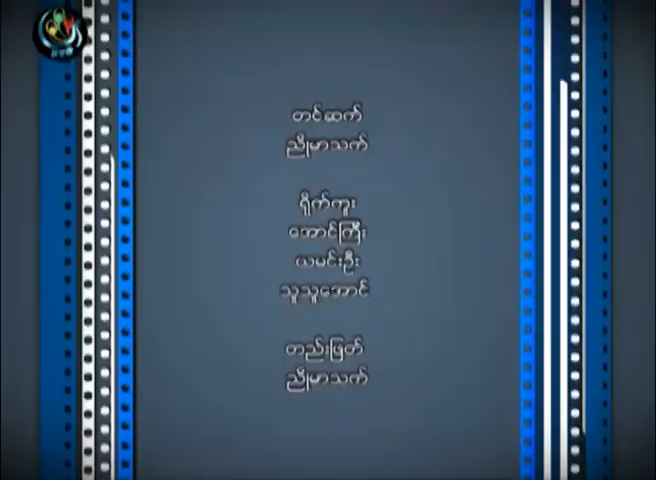 တင်ဆက်
ညိုမာသက်
ရိုက်ကူး
အောင်ကြီး
ယမင်းဦး
သူသူအောင်
တည်းဖြတ်
ညိုမာသက်